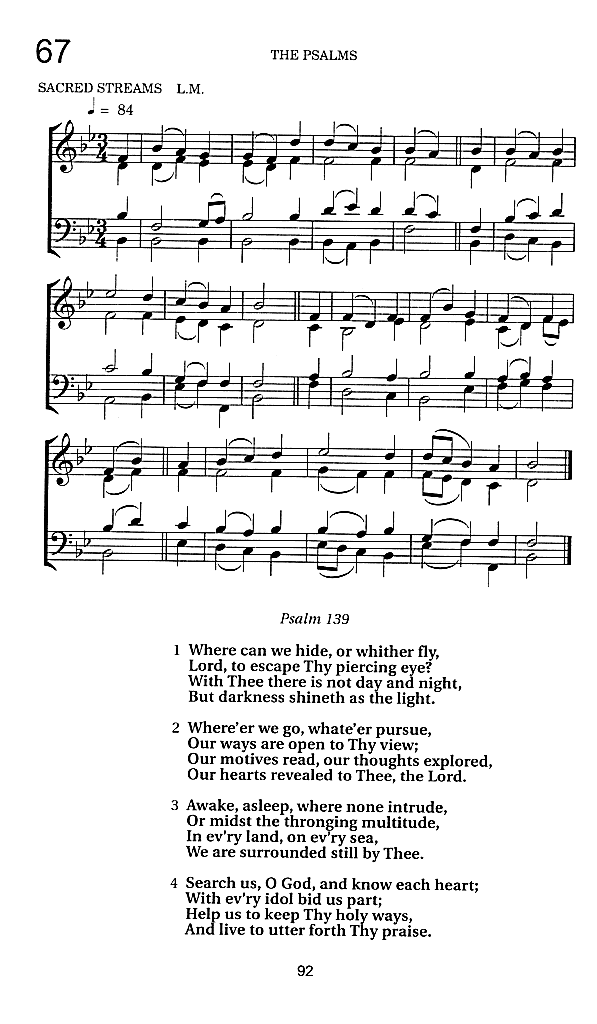 67
THE PSALMS
SACRED STREAMS L.M.
♩ = 84
Psalm 139
1 Where can we hide, or whither fly,
Lord, to escape Thy piercing eye?
With Thee there is not day and night,
But darkness shineth as the light.
2 Where'er we go, whate'er pursue,
Our ways are open to Thy view;
Our motives read, our thoughts explored,
Our hearts revealed to Thee, the Lord.
3 Awake, asleep, where none intrude,
Or midst the thronging multitude,
In ev'ry land, on ev'ry sea,
We are surrounded still by Thee.
4 Search us, O God, and know each heart;
With ev'ry idol bid us part;
Help us to keep Thy holy ways,
And live to utter forth Thy praise.
92